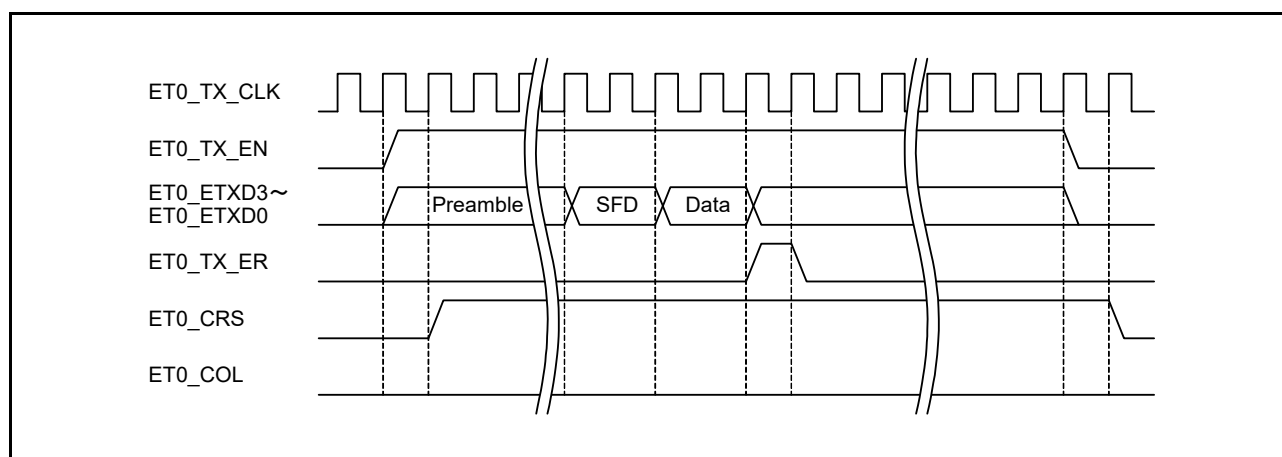 ET0_TX_CLK
ET0_TX_EN
ET0_ETXD3～
ET0_ETXD0
Preamble SFD Data
ET0_TX_ER
ET0_CRS
ET0_COL